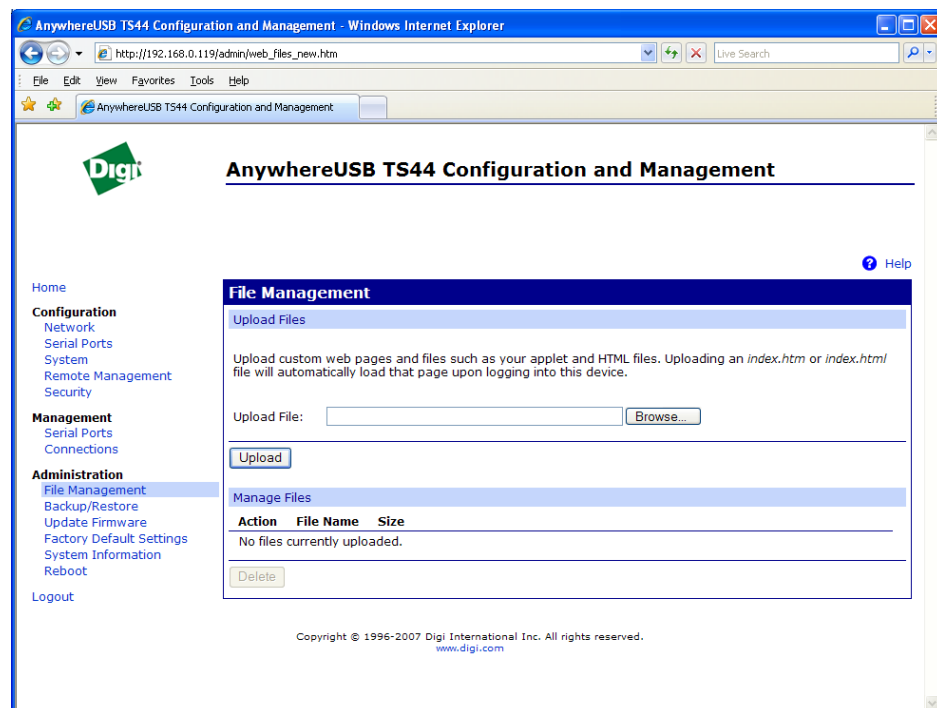 AnywhereUSB TS44 Configuration and Management - Windows Internet Explorer
http://192.168.0.119/admin/web_files_new.htm
Live Search
File Edit View Favorites Tools Help
AnywhereUSB TS44 Configuration and Management
Digi
AnywhereUSB TS44 Configuration and Management
? Help
Home
Configuration
Network
Serial Ports
System
Remote Management
Security
Management
Serial Ports
Connections
Administration
File Management
Backup/Restore
Update Firmware
Factory Default Settings
System Information
Reboot
Logout
File Management
Upload Files
Upload custom web pages and files such as your applet and HTML files. Uploading an index.htm or index.html
file will automatically load that page upon logging into this device.
Upload File: Browse...
Upload
Manage Files
Action File Name Size
No files currently uploaded.
Delete
Copyright © 1996-2007 Digi International Inc. All rights reserved.
www.digi.com